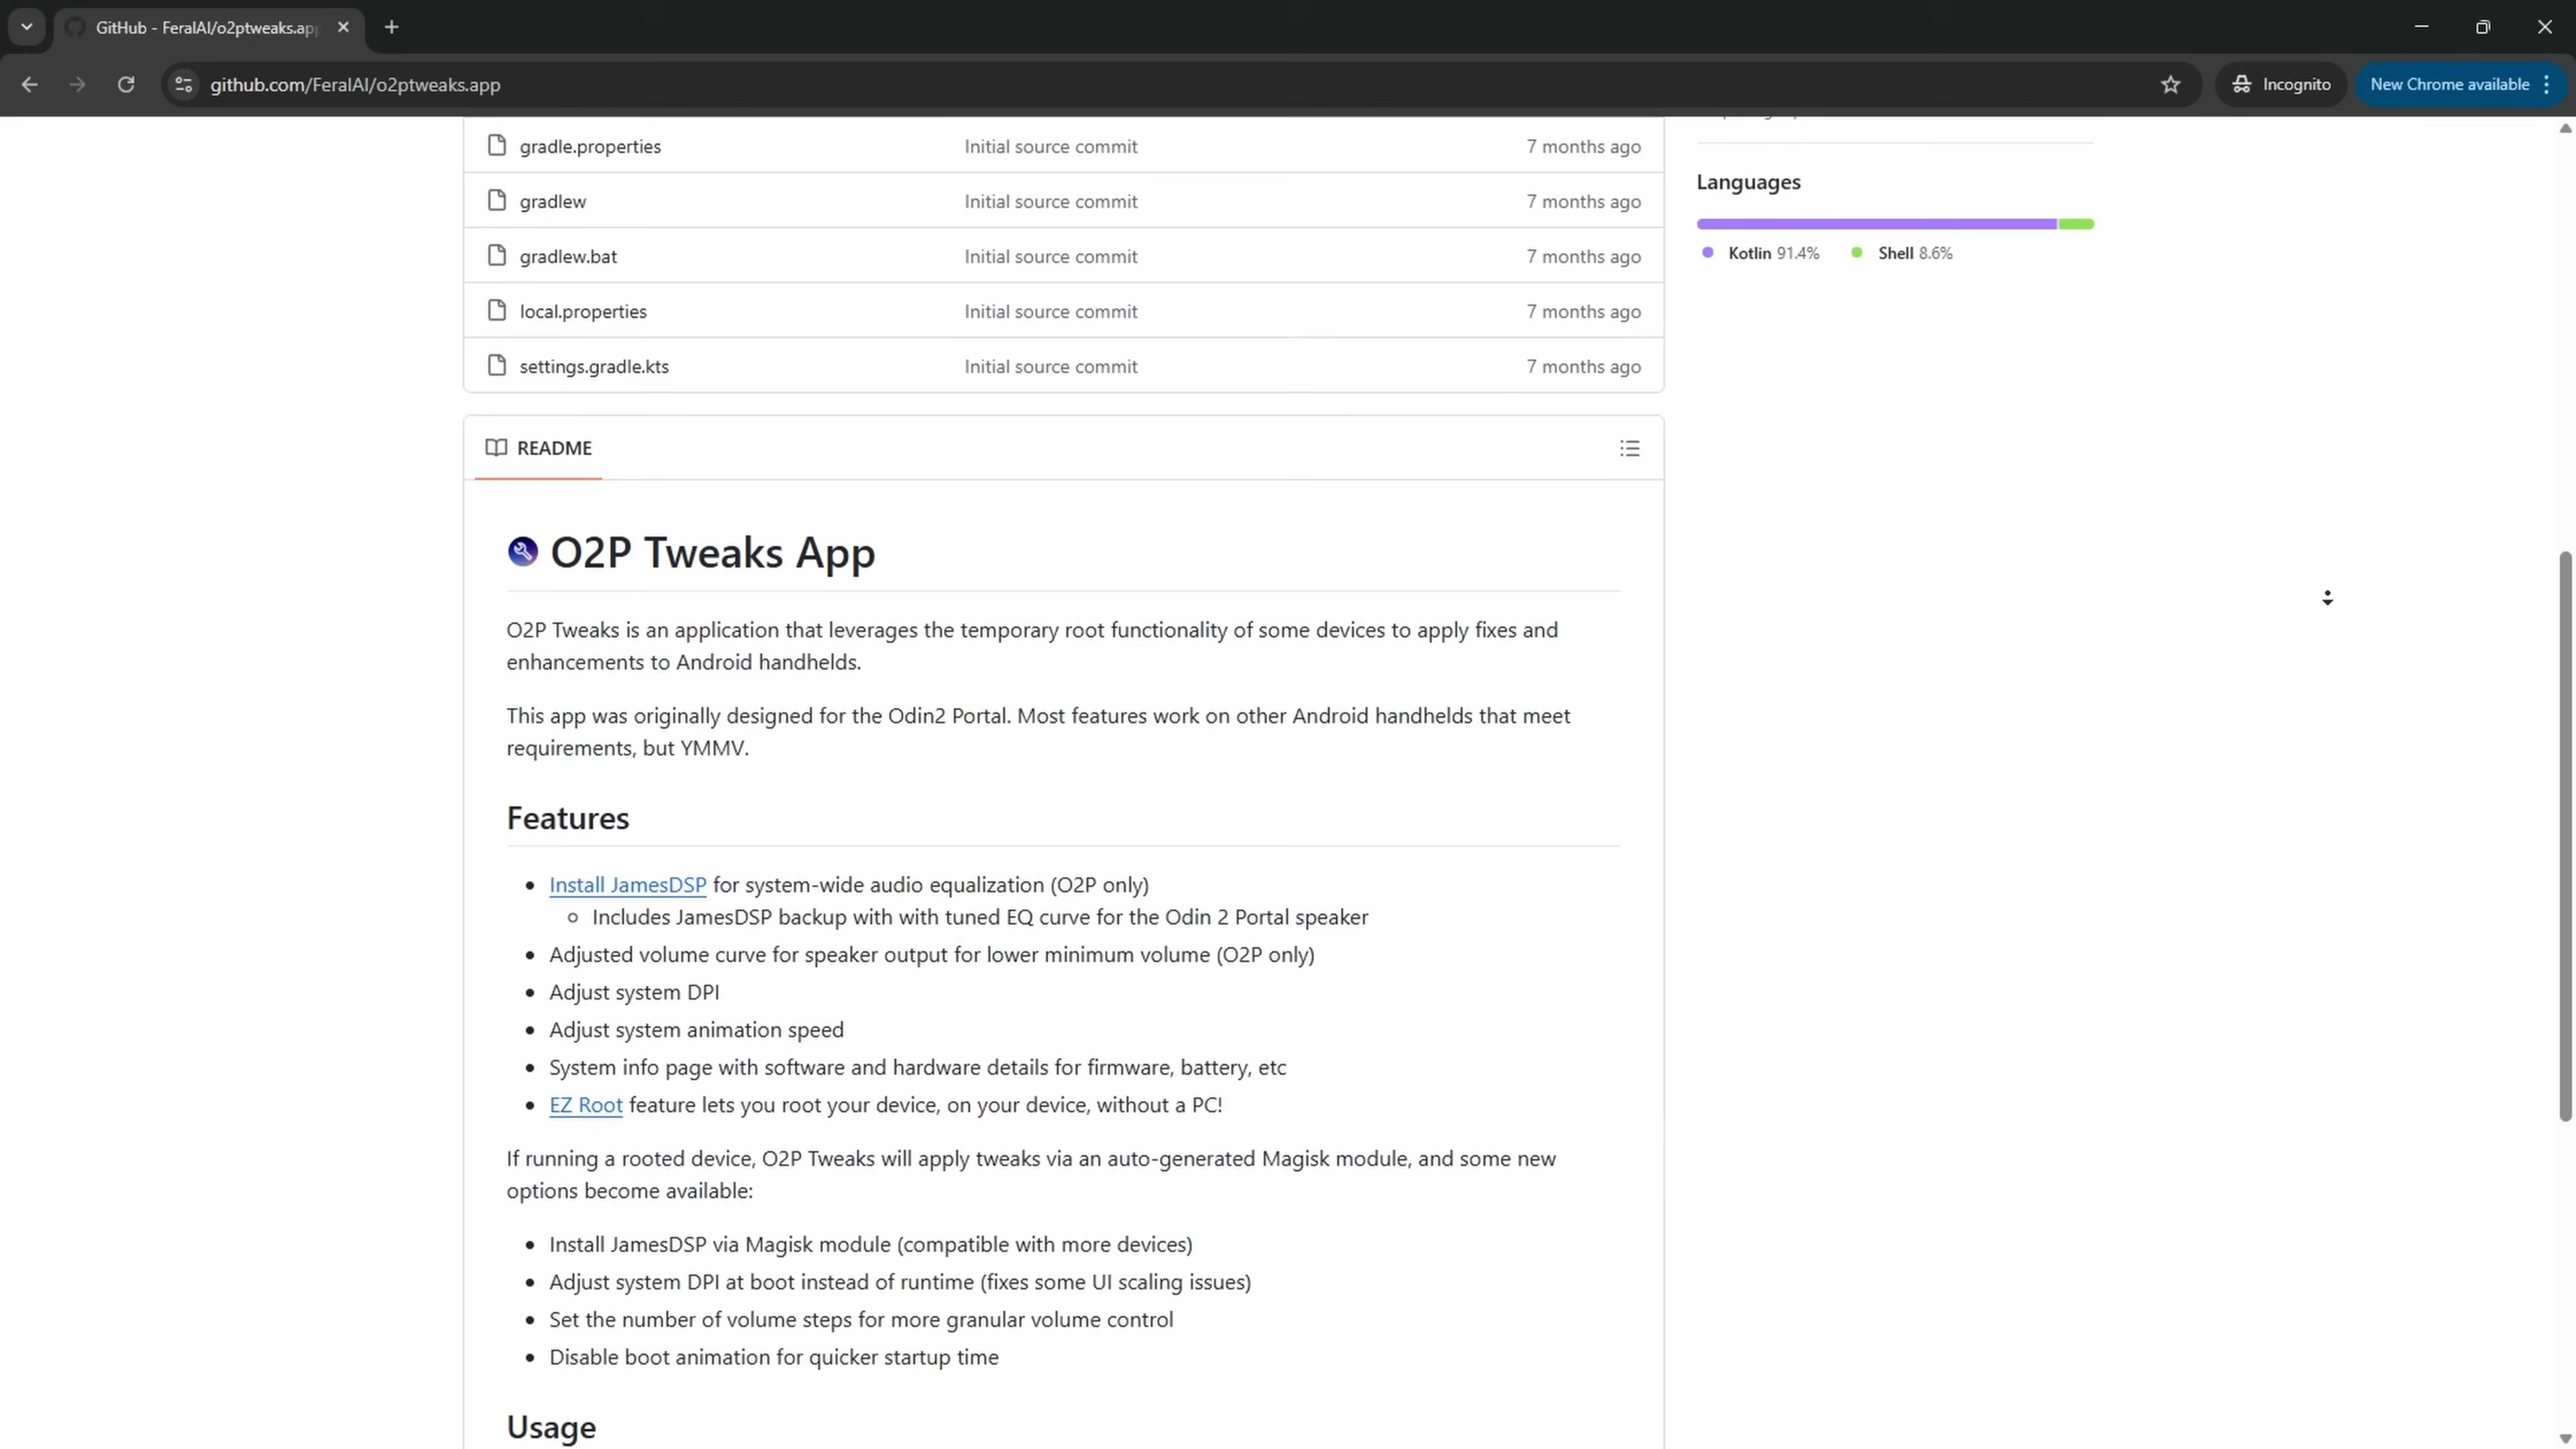 GitHub - FeralAI/o2ptweaks.app
github.com/FeralAI/o2ptweaks.app
Incognito
New Chrome available
gradle.properties Initial source commit 7 months ago
gradlew Initial source commit 7 months ago
gradlew.bat Initial source commit 7 months ago
local.properties Initial source commit 7 months ago
settings.gradle.kts Initial source commit 7 months ago
Languages
Kotlin 91.4% Shell 8.6%
README
O2P Tweaks App
O2P Tweaks is an application that leverages the temporary root functionality of some devices to apply fixes and
enhancements to Android handhelds.
This app was originally designed for the Odin2 Portal. Most features work on other Android handhelds that meet
requirements, but YMMV.
Features
• Install JamesDSP for system-wide audio equalization (O2P only)
○ Includes JamesDSP backup with with tuned EQ curve for the Odin 2 Portal speaker
• Adjusted volume curve for speaker output for lower minimum volume (O2P only)
• Adjust system DPI
• Adjust system animation speed
• System info page with software and hardware details for firmware, battery, etc
• EZ Root feature lets you root your device, on your device, without a PC!
If running a rooted device, O2P Tweaks will apply tweaks via an auto-generated Magisk module, and some new
options become available:
• Install JamesDSP via Magisk module (compatible with more devices)
• Adjust system DPI at boot instead of runtime (fixes some UI scaling issues)
• Set the number of volume steps for more granular volume control
• Disable boot animation for quicker startup time
Usage